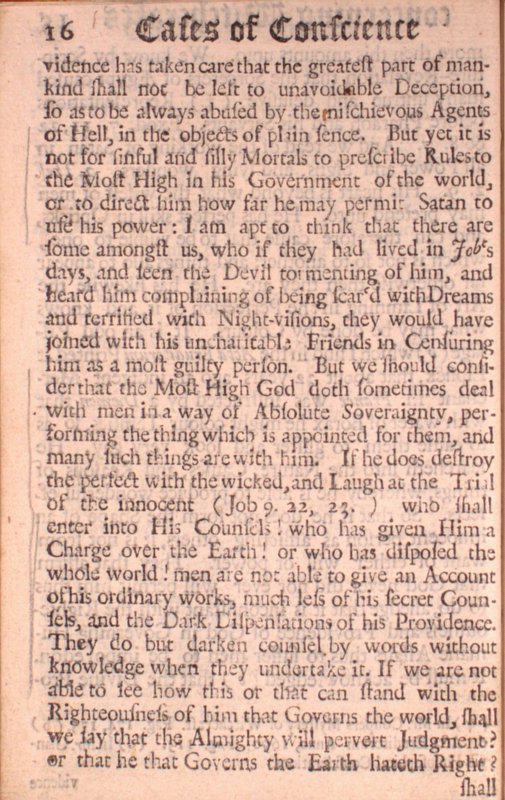 16 Caſes of Conſcience
vidence has taken care that the greateſt part of man-
kind ſhall not be left to unavoidable Deception,
ſo as to be always abuſed by the miſchievous Agents
of Hell, in the objects of plain ſence. But yet it is
not for ſinful and ſilly Mortals to preſcribe Rules to
the Moſt High in his Government of the world,
or to direct him how far he may permit Satan to
uſe his power: I am apt to think that there are
ſome amongſt us, who if they had lived in Job's
days, and ſeen the Devil tormenting of him, and
heard him complaining of being ſcar'd with Dreams
and terrified with Night-viſions, they would have
joined with his uncharitable Friends in Cenſuring
him as a moſt guilty perſon. But we ſhould conſi-
der that the Moſt High God doth ſometimes deal
with men in a way of Abſolute Soveraignty, per-
forming the thing which is appointed for them, and
many ſuch things are with him. If he does deſtroy
the perfect with the wicked, and Laugh at the Trial
of the innocent (Job 9. 22, 23.) who ſhall
enter into His Counſels! who has given Him a
Charge over the Earth! or who has diſpoſed the
whole world! men are not able to give an Account
of his ordinary works, much leſs of his ſecret Coun-
ſels, and the Dark Diſpenſations of his Providence.
They do but darken counſel by words without
knowledge when they undertake it. If we are not
able to ſee how this or that can ſtand with the
Righteouſneſs of him that Governs the world, ſhall
we ſay that the Almighty will pervert Judgment?
or that he that Governs the Earth hateth Right?
ſhall